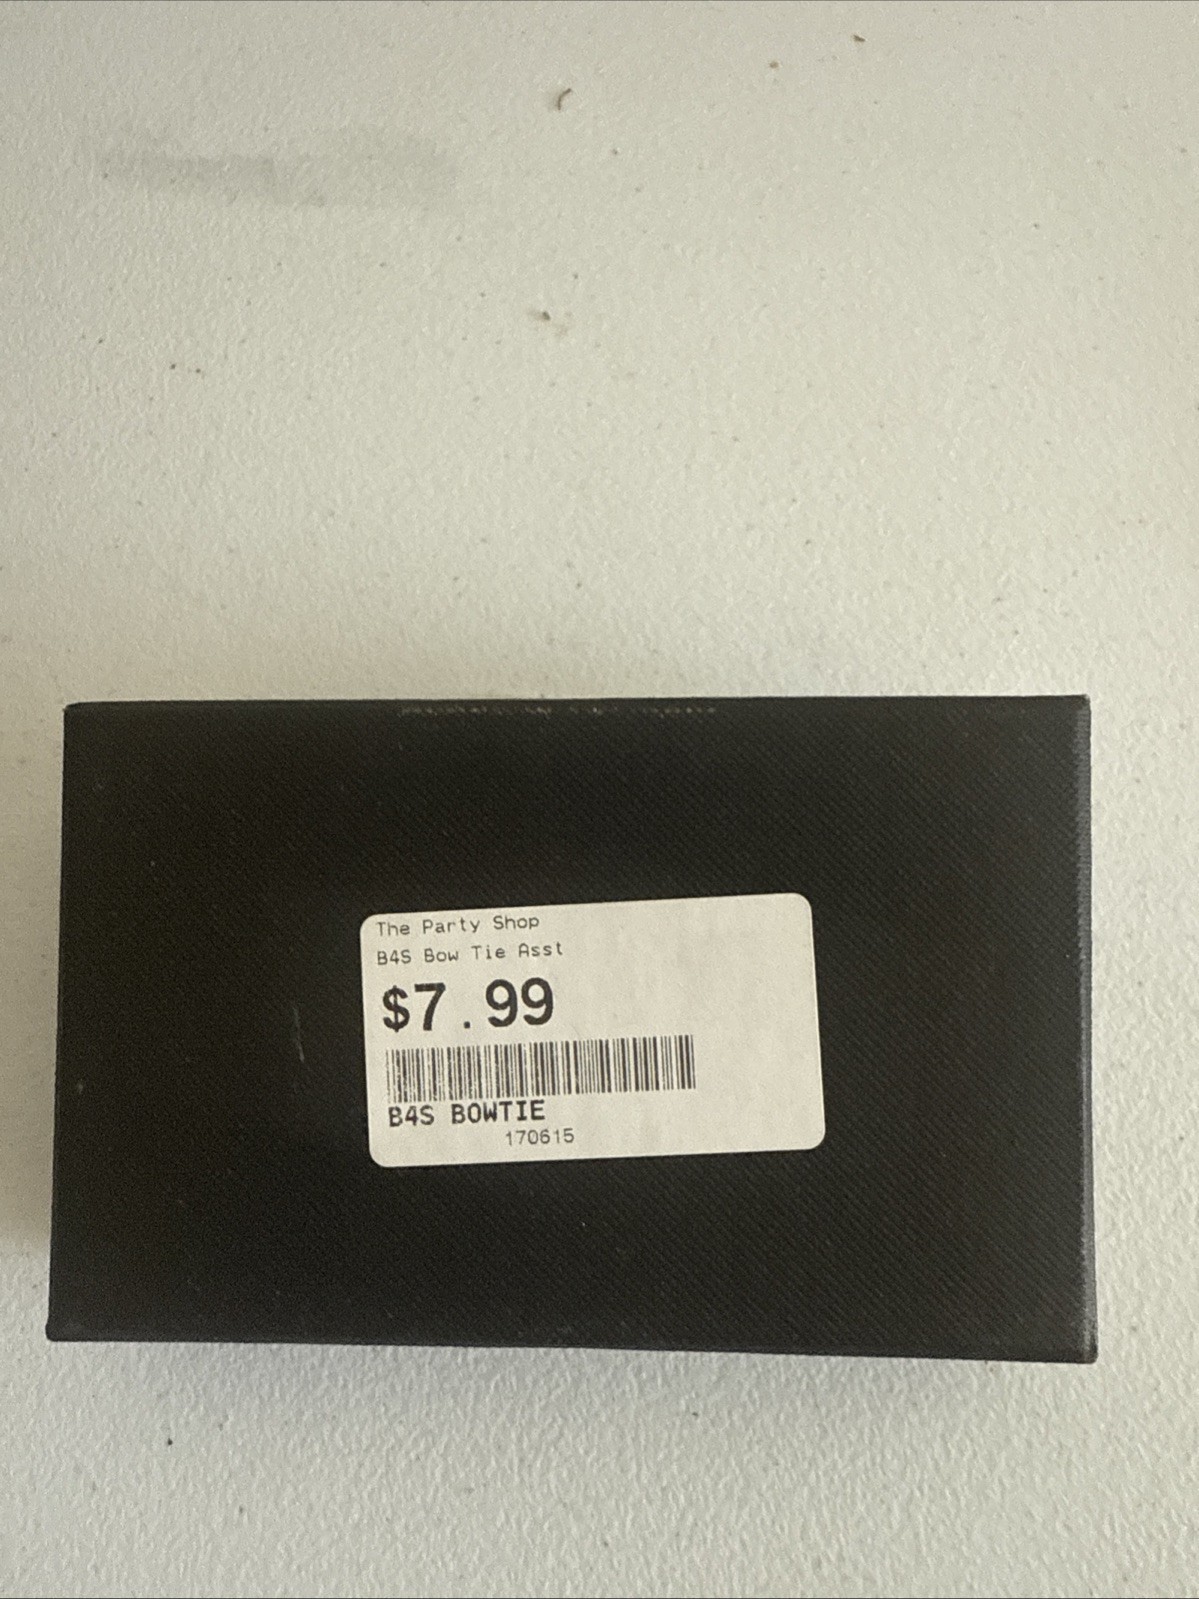 The Party Shop
B4S Bow Tie Asst
$7.99
B4S BOWTIE
170615